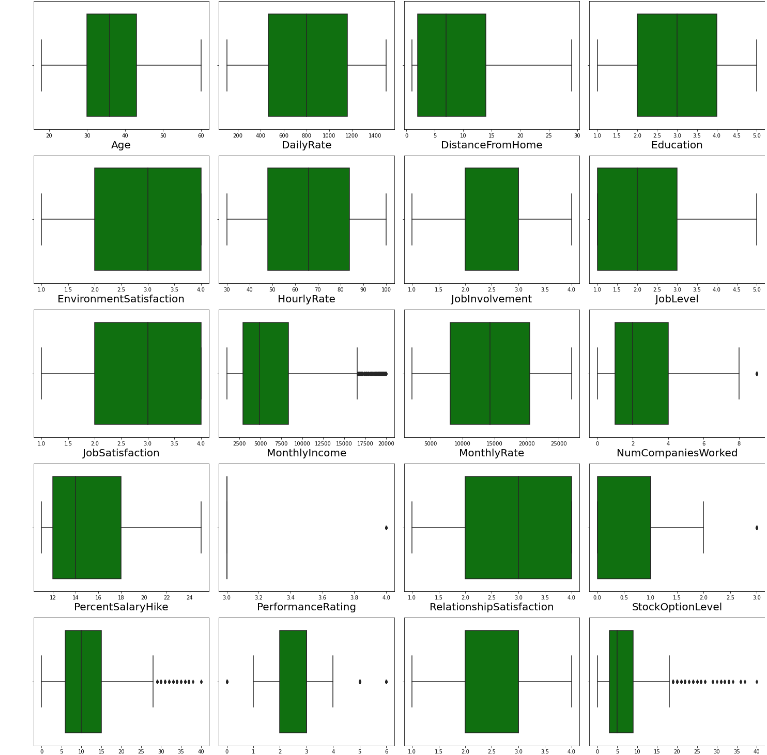 20 30 40 50 60 200 400 600 800 1000 1200 1400 0 5 10 15 20 25 30 1.0 1.5 2.0 2.5 3.0 3.5 4.0 4.5 5.0
Age DailyRate DistanceFromHome Education
1.0 1.5 2.0 2.5 3.0 3.5 4.0 30 40 50 60 70 80 90 100 1.0 1.5 2.0 2.5 3.0 3.5 4.0 1.0 1.5 2.0 2.5 3.0 3.5 4.0 4.5 5.0
EnvironmentSatisfaction HourlyRate JobInvolvement JobLevel
1.0 1.5 2.0 2.5 3.0 3.5 4.0 2500 5000 7500 10000 12500 15000 17500 20000 5000 10000 15000 20000 25000 0 2 4 6 8
JobSatisfaction MonthlyIncome MonthlyRate NumCompaniesWorked
12 14 16 18 20 22 24 3.0 3.2 3.4 3.6 3.8 4.0 1.0 1.5 2.0 2.5 3.0 3.5 4.0 0.0 0.5 1.0 1.5 2.0 2.5 3.0
PercentSalaryHike PerformanceRating RelationshipSatisfaction StockOptionLevel
0 5 10 15 20 25 30 35 40 0 1 2 3 4 5 6 1.0 1.5 2.0 2.5 3.0 3.5 4.0 0 5 10 15 20 25 30 35 40